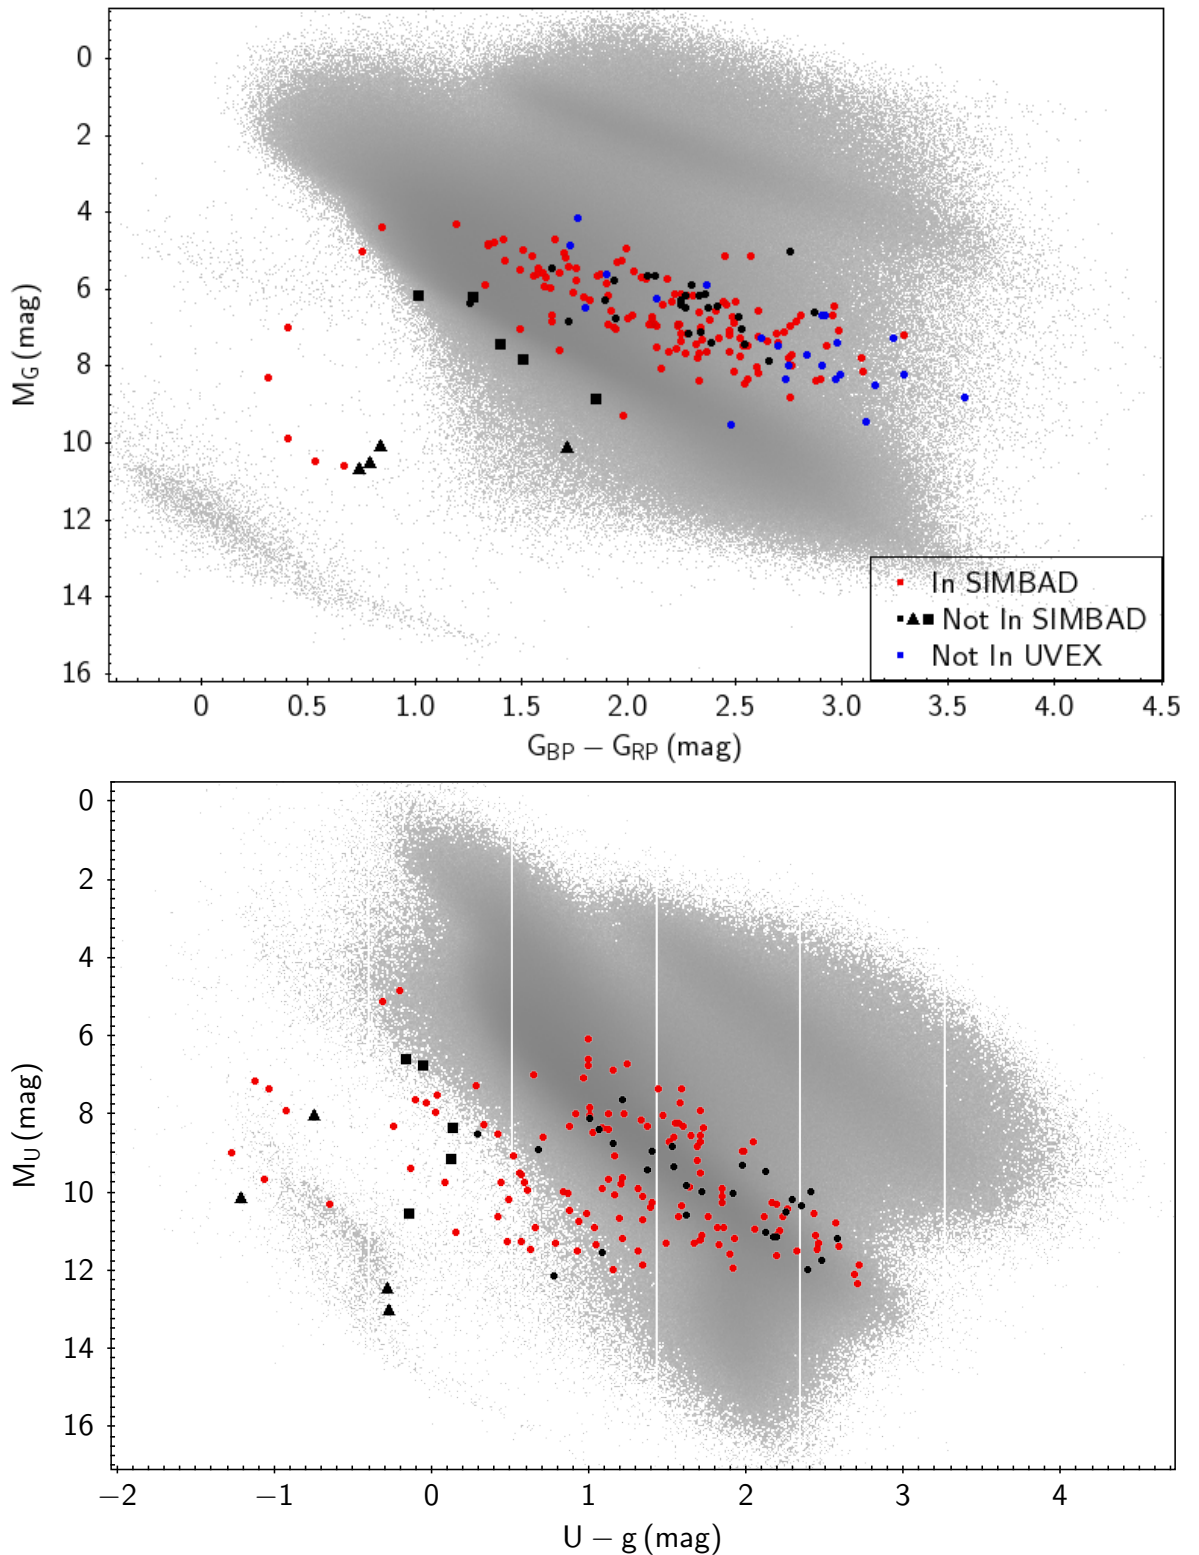 0
2
4
6
8
10
12
14
16
M_G (mag)
In SIMBAD
Not In SIMBAD
Not In UVEX
0 0.5 1.0 1.5 2.0 2.5 3.0 3.5 4.0 4.5
G_BP − G_RP (mag)
0
2
4
6
8
10
12
14
16
M_U (mag)
−2 −1 0 1 2 3 4
U − g (mag)